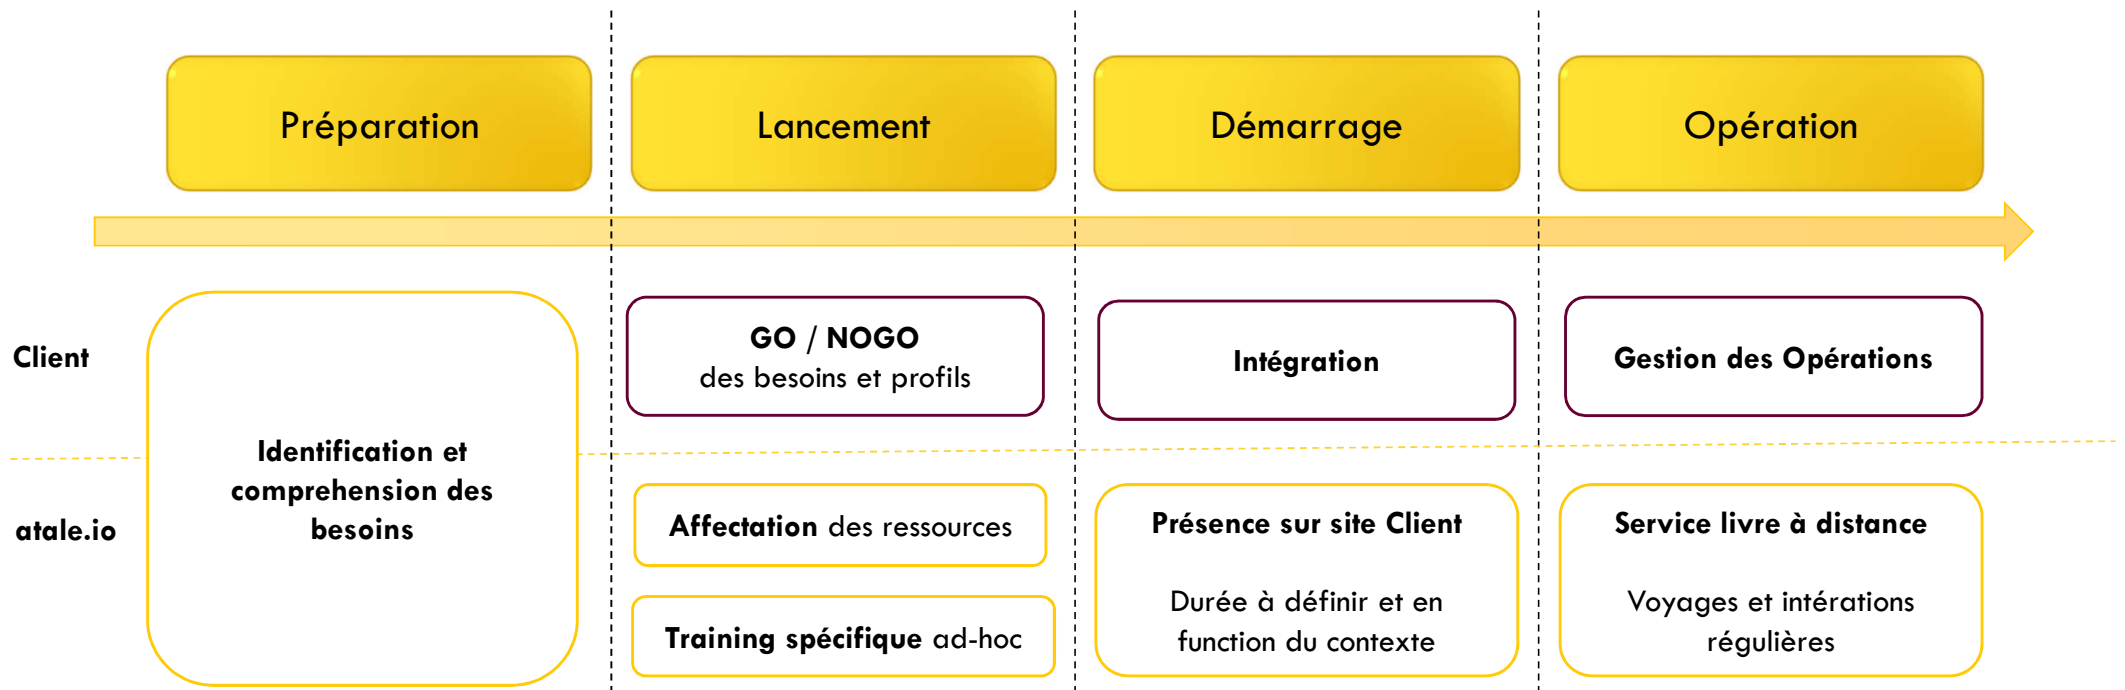 Préparation
Lancement
Démarrage
Opération
Client
Identification et
comprehension des
besoins
GO / NOGO
des besoins et profils
Intégration
Gestion des Opérations
atale.io
Affectation des ressources
Training spécifique ad-hoc
Présence sur site Client
Durée à définir et en
function du contexte
Service livre à distance
Voyages et intérations
régulières